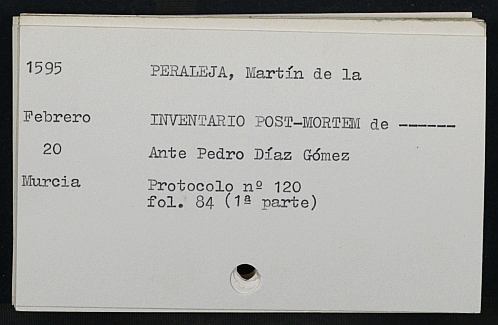 1595 PERALEJA, Martín de la
Febrero INVENTARIO POST-MORTEM de ------
20 Ante Pedro Díaz Gómez
Murcia Protocolo nº 120
fol. 84 (1ª parte)